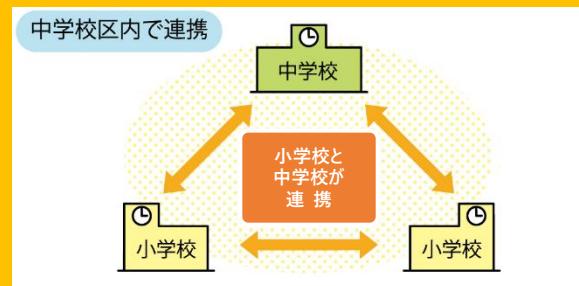 中学校区内で連携
中学校
小学校と
中学校が
連 携
小学校
小学校